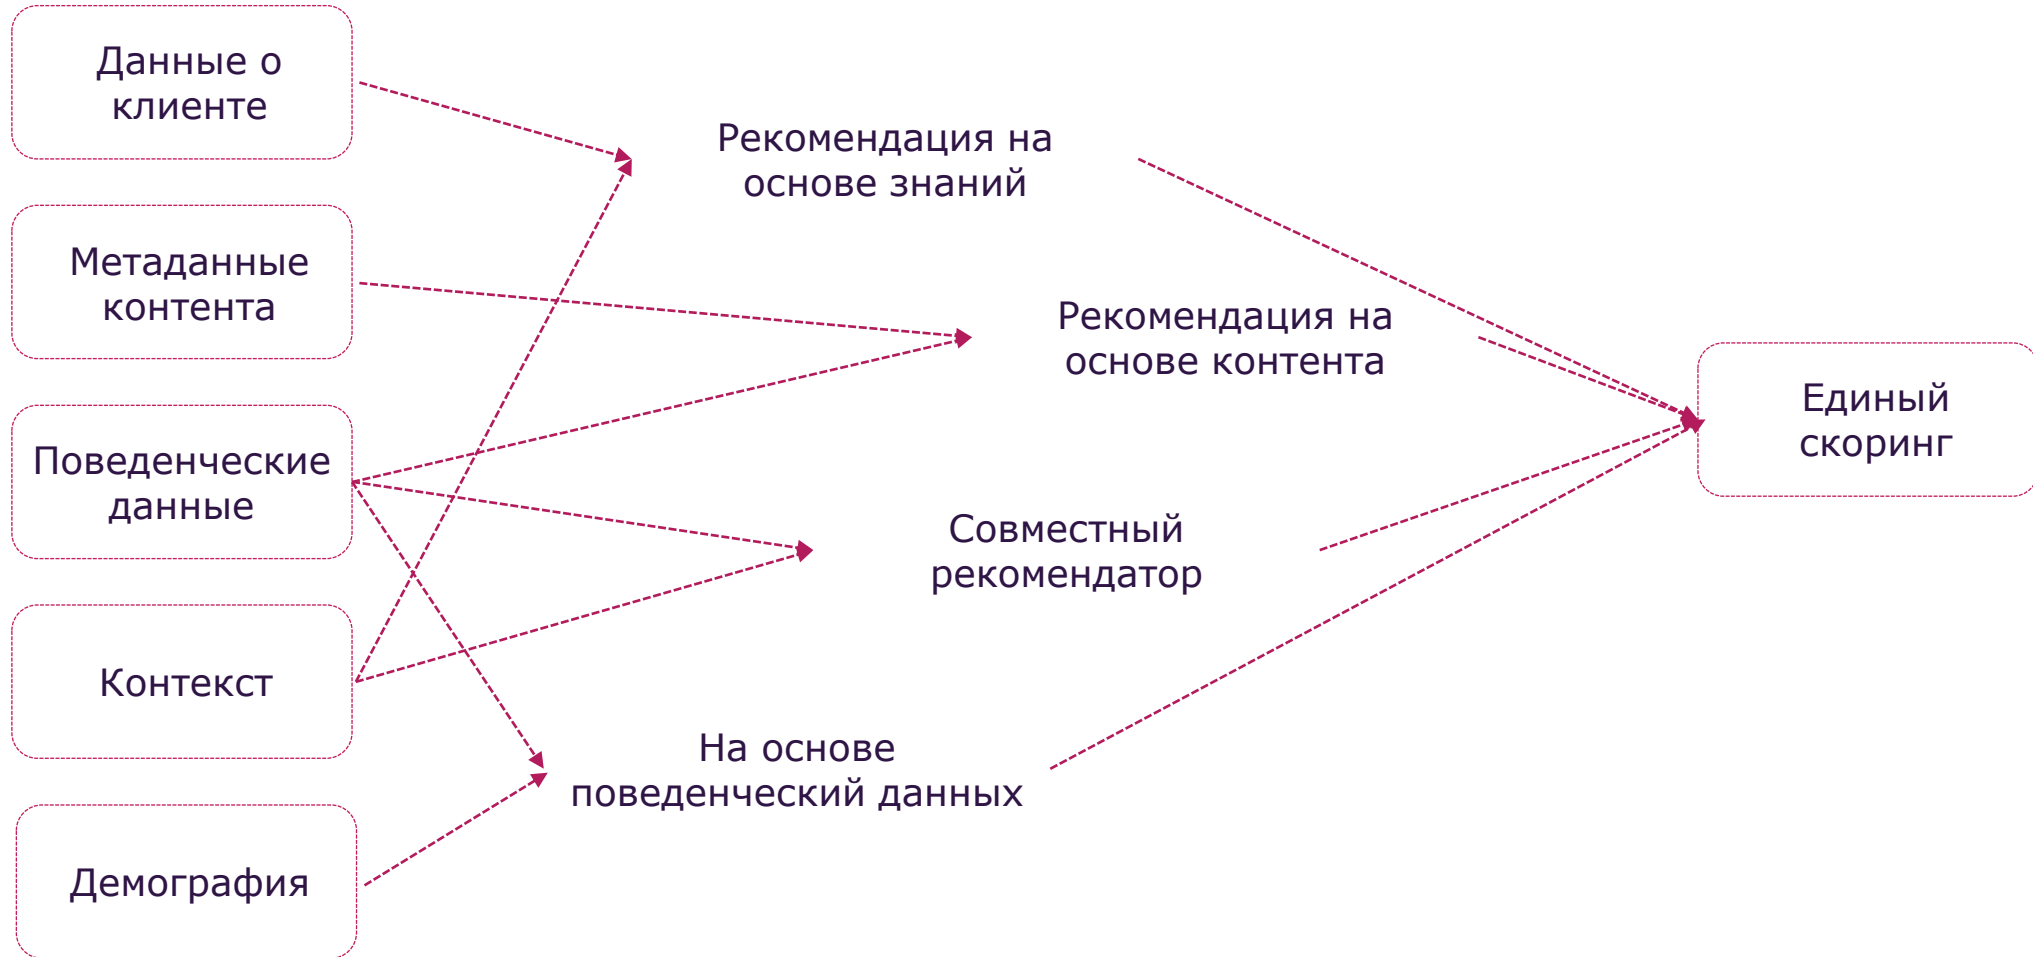 Данные о
клиенте
Метаданные
контента
Поведенческие
данные
Контекст
Демография
Рекомендация на
основе знаний
Рекомендация на
основе контента
Совместный
рекомендатор
На основе
поведенческий данных
Единый
скоринг